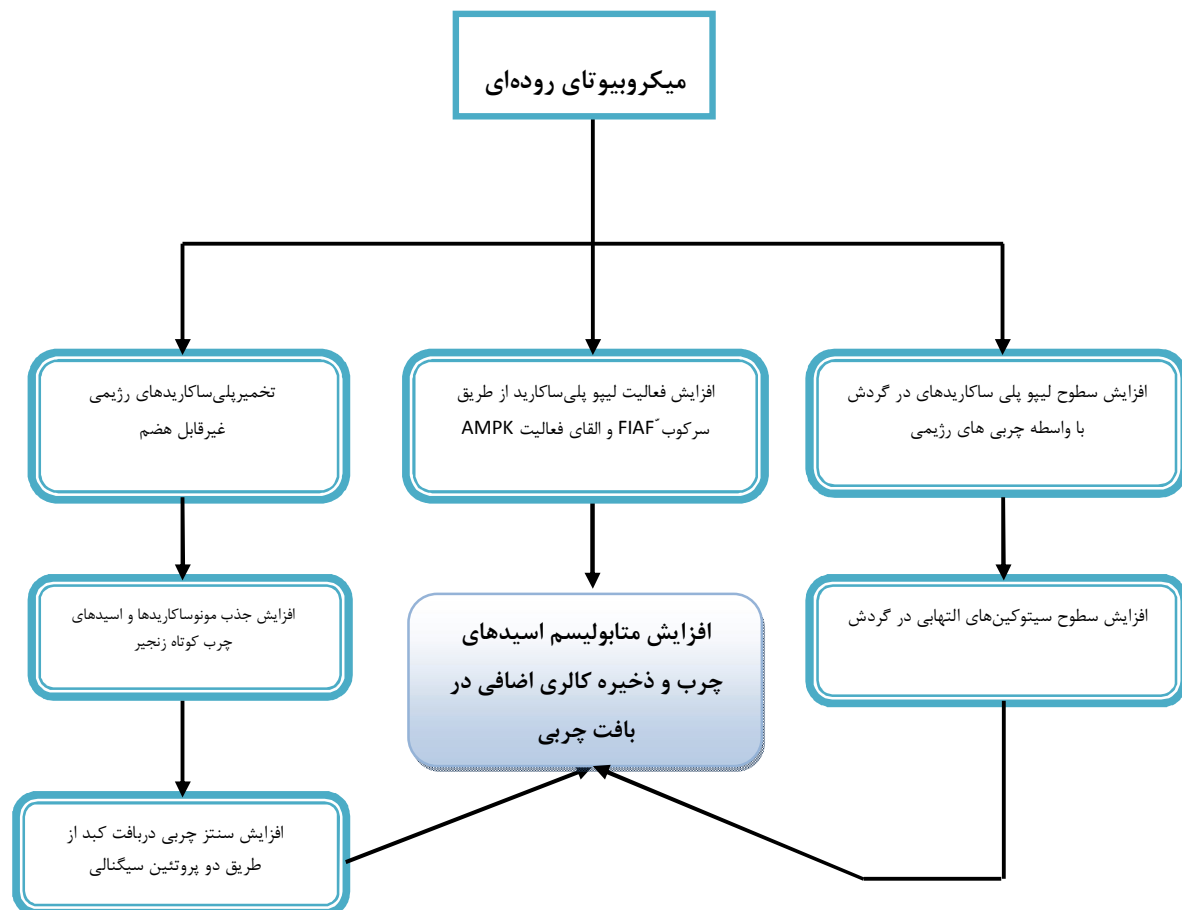 میکروبیوتای روده‌ای
افزایش سطوح لیپو پلی ساکاریدهای در گردش
با واسطه چربی های رژیمی
افزایش فعالیت لیپو پلی‌ساکارید از طریق
سرکوب ّFIAF و القای فعالیت AMPK
تخمیرپلی‌ساکاریدهای رژیمی
غیرقابل هضم
افزایش سطوح سیتوکین‌های التهابی در گردش
افزایش متابولیسم اسیدهای
چرب و ذخیره کالری اضافی در
بافت چربی
افزایش جذب مونوساکاریدها و اسیدهای
چرب کوتاه زنجیر
افزایش سنتز چربی دربافت کبد از
طریق دو پروتئین سیگنالی